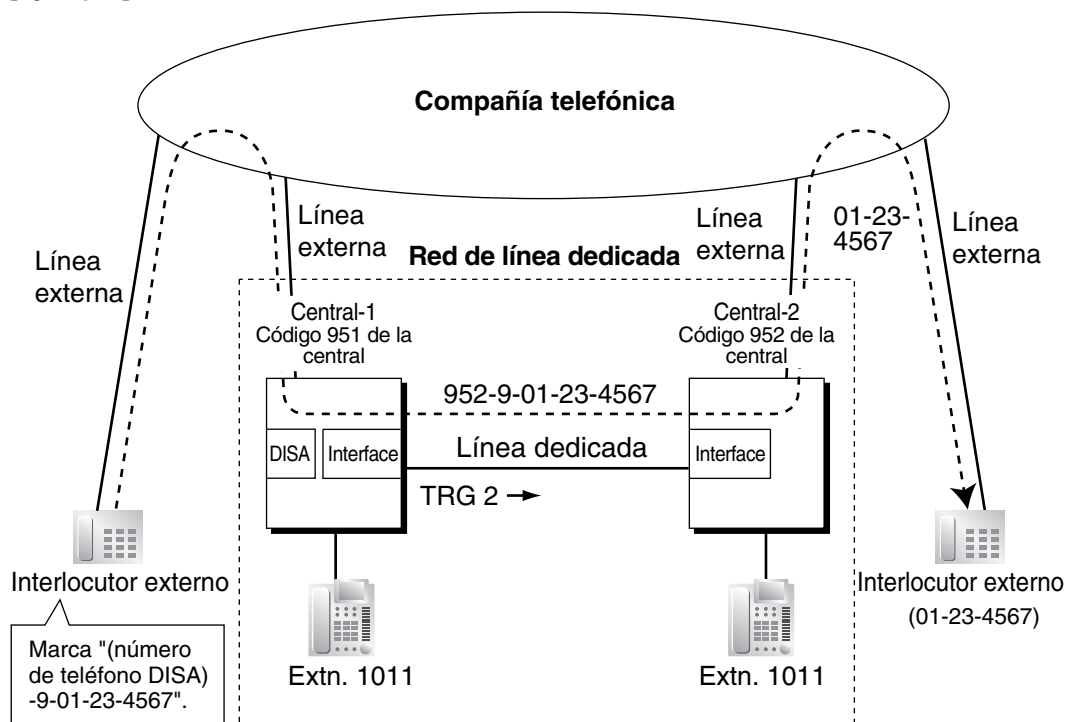 Compañía telefónica
Línea
externa
Línea
externa
Línea
externa
01-23-
4567
Línea
externa
Red de línea dedicada
Central-1
Código 951 de la
central
Central-2
Código 952 de la
central
952-9-01-23-4567
DISA
Interface
Línea dedicada
Interface
TRG 2
Interlocutor externo
Interlocutor externo
(01-23-4567)
Marca "(número
de teléfono DISA)
-9-01-23-4567".
Extn. 1011
Extn. 1011